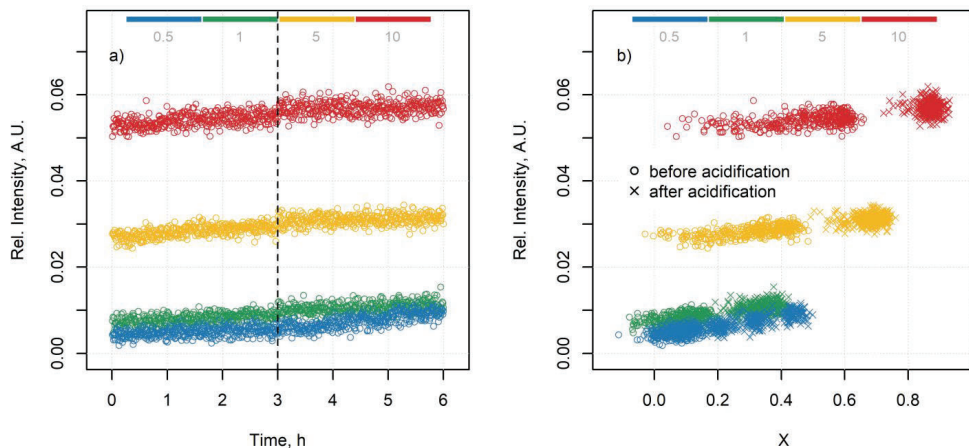 0.5 1 5 10
a)
Rel. Intensity, A.U.
0.06
0.04
0.02
0.00
0 1 2 3 4 5 6
Time, h
0.5 1 5 10
b)
Rel. Intensity, A.U.
0.06
0.04
0.02
0.00
before acidification
after acidification
0.0 0.2 0.4 0.6 0.8
X